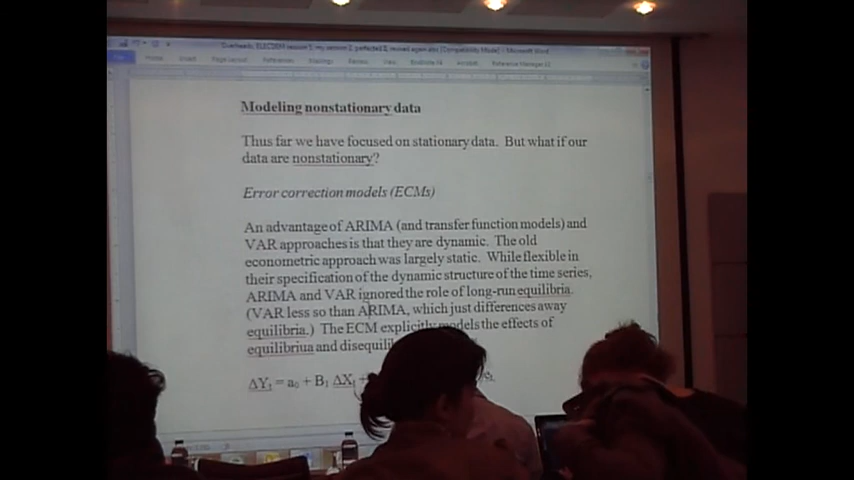 Modeling nonstationary data
Thus far we have focused on stationary data. But what if our
data are nonstationary?
Error correction models (ECMs)
An advantage of ARIMA (and transfer function models) and
VAR approaches is that they are dynamic. The old
econometric approach was largely static. While flexible in
their specification of the dynamic structure of the time series,
ARIMA and VAR ignored the role of long-run equilibria.
(VAR less so than ARIMA, which just differences away
equilibria.) The ECM explicitly models the effects of
equilibriua and disequili
ΔYₜ = a₀ + B₁ ΔXₜ +